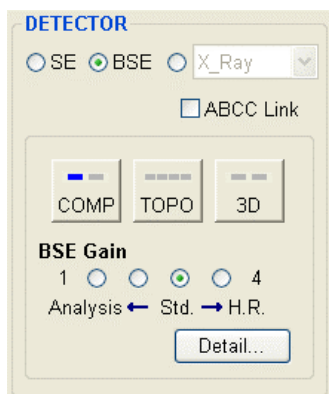 DETECTOR
SE BSE X_Ray
ABCC Link
COMP TOPO 3D
BSE Gain
1 4
Analysis ← Std. → H.R.
Detail...